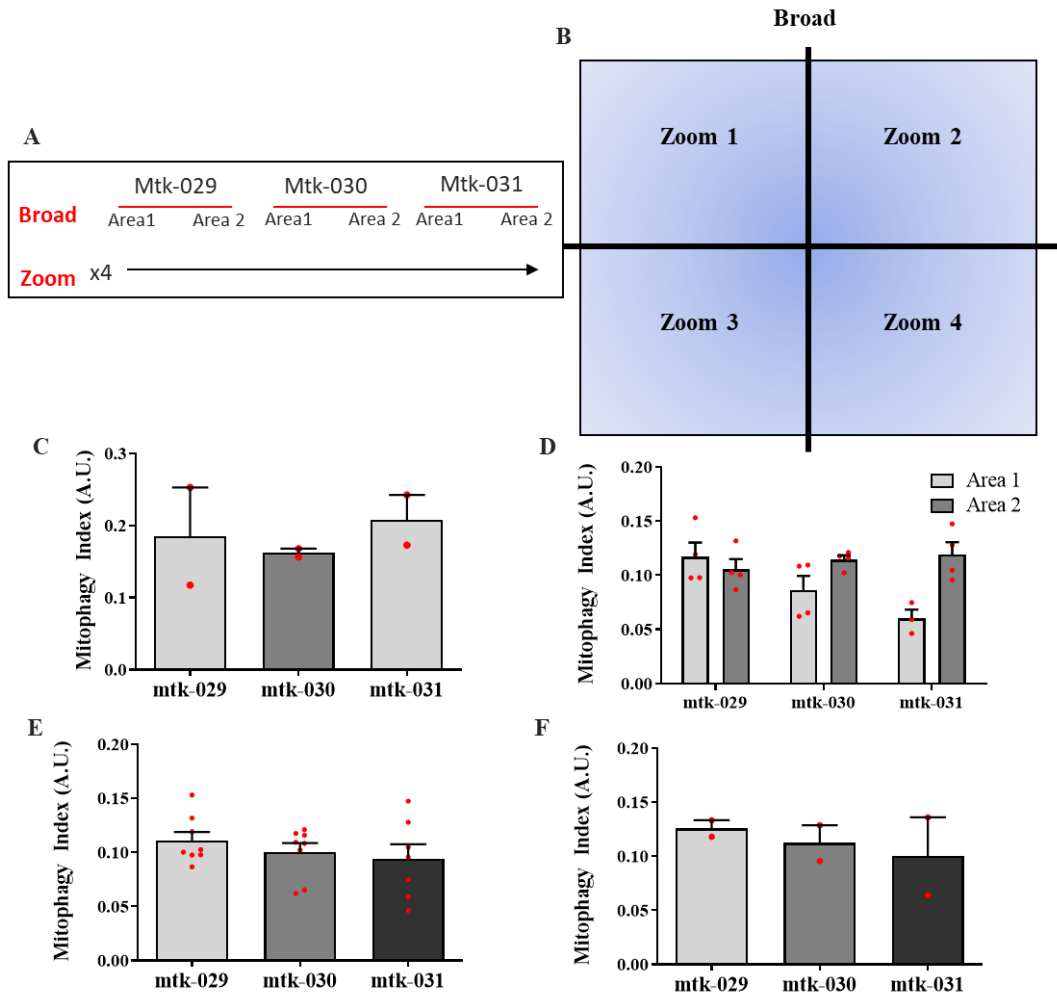 Broad
B
Zoom 1
Zoom 2
Zoom 3
Zoom 4
A
Mtk-029
Mtk-030
Mtk-031
Broad
Area1
Area 2
Area1
Area 2
Area1
Area 2
Zoom
x4
C
Mitophagy Index (A.U.)
0.3
0.2
0.1
0.0
mtk-029
mtk-030
mtk-031
D
Mitophagy Index (A.U.)
0.20
0.15
0.10
0.05
0.00
Area 1
Area 2
mtk-029
mtk-030
mtk-031
E
Mitophagy Index (A.U.)
0.20
0.15
0.10
0.05
0.00
mtk-029
mtk-030
mtk-031
F
Mitophagy Index (A.U.)
0.20
0.15
0.10
0.05
0.00
mtk-029
mtk-030
mtk-031